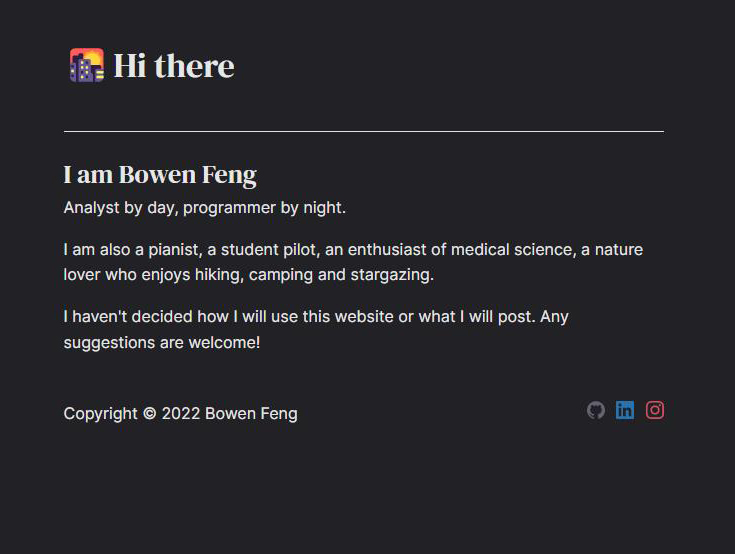 Hi there
I am Bowen Feng
Analyst by day, programmer by night.
I am also a pianist, a student pilot, an enthusiast of medical science, a nature
lover who enjoys hiking, camping and stargazing.
I haven't decided how I will use this website or what I will post. Any
suggestions are welcome!
Copyright © 2022 Bowen Feng
in